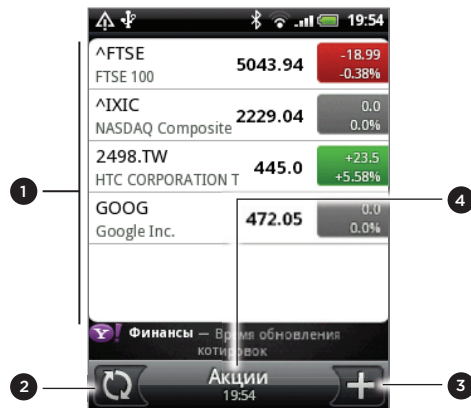 19:54
^FTSE 5043.94 -18.99
FTSE 100 -0.38%
^IXIC 2229.04 0.0
NASDAQ Composite 0.0%
2498.TW 445.0 +23.5
HTC CORPORATION T +5.58%
GOOG 472.05 0.0
Google Inc. 0.0%
1
4
Y! Финансы — Время обновления
котировок
2
Акции
19:54
3